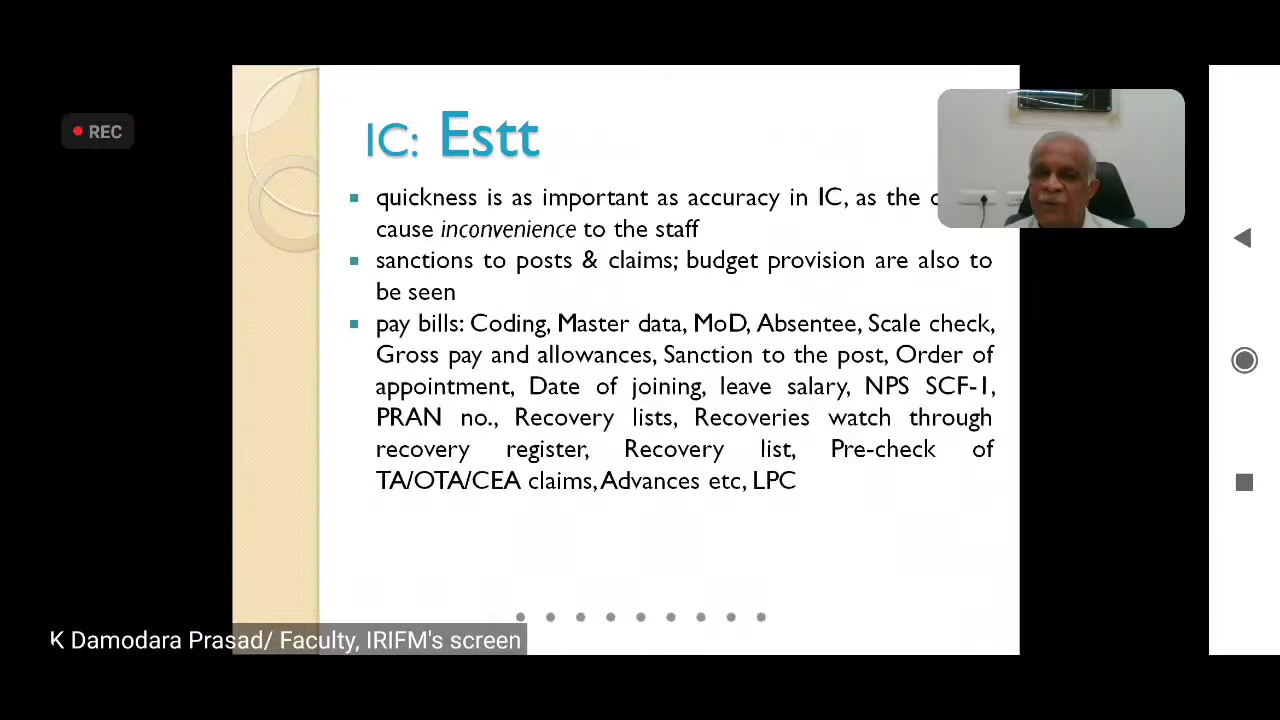 REC
IC: Estt
quickness is as important as accuracy in IC, as the
cause inconvenience to the staff
sanctions to posts & claims; budget provision are also to
be seen
pay bills: Coding, Master data, MoD, Absentee, Scale check,
Gross pay and allowances, Sanction to the post, Order of
appointment, Date of joining, leave salary, NPS SCF-1,
PRAN no., Recovery lists, Recoveries watch through
recovery register, Recovery list, Pre-check of
TA/OTA/CEA claims, Advances etc, LPC
K Damodara Prasad/ Faculty, IRIFM's screen